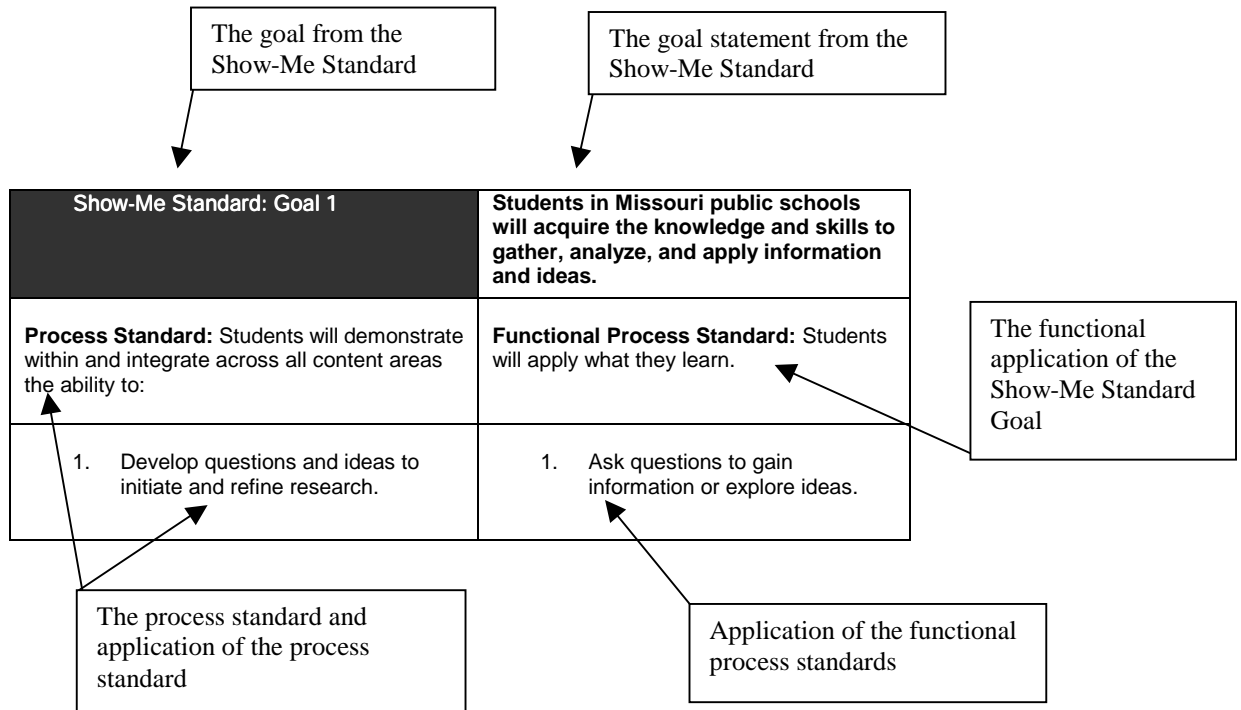 The goal from the
Show-Me Standard
The goal statement from the
Show-Me Standard
Show-Me Standard: Goal 1
Students in Missouri public schools
will acquire the knowledge and skills to
gather, analyze, and apply information
and ideas.
Process Standard: Students will demonstrate
within and integrate across all content areas
the ability to:
Functional Process Standard: Students
will apply what they learn.
The functional
application of the
Show-Me Standard
Goal
1. Develop questions and ideas to
initiate and refine research.
1. Ask questions to gain
information or explore ideas.
The process standard and
application of the process
standard
Application of the functional
process standards